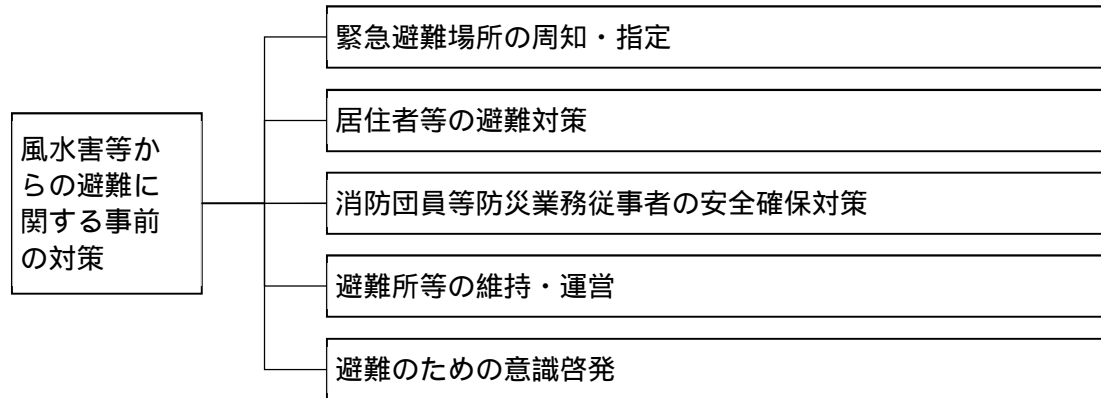 風水害等か
らの避難に
関する事前
の対策
緊急避難場所の周知・指定
居住者等の避難対策
消防団員等防災業務従事者の安全確保対策
避難所等の維持・運営
避難のための意識啓発